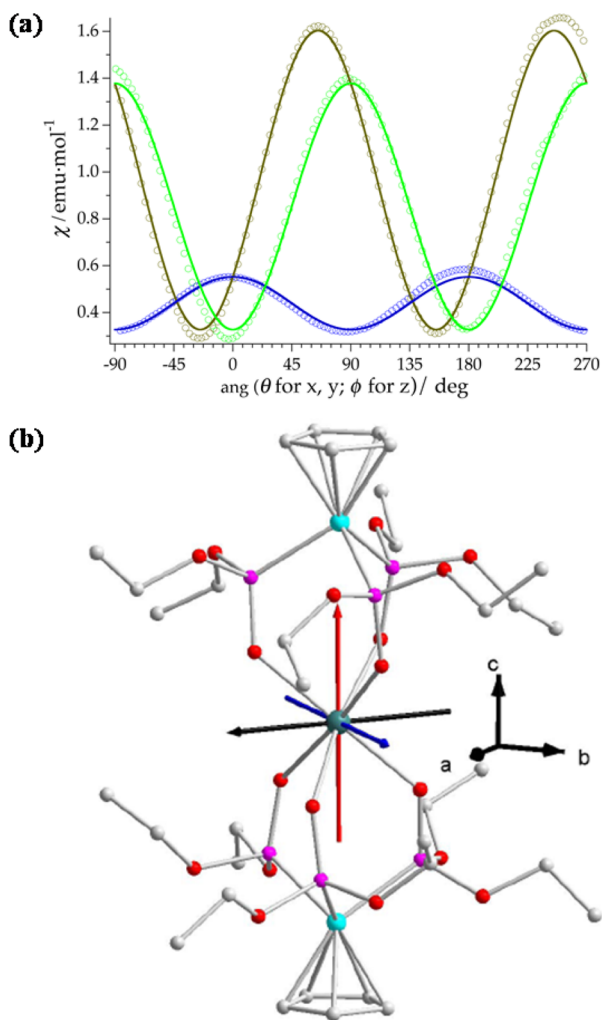 (a)
χ / emu·mol⁻¹
1.6
1.4
1.2
1.0
0.8
0.6
0.4
-90 -45 0 45 90 135 180 225 270
ang (θ for x, y; ϕ for z)/ deg
(b)
c
a
b